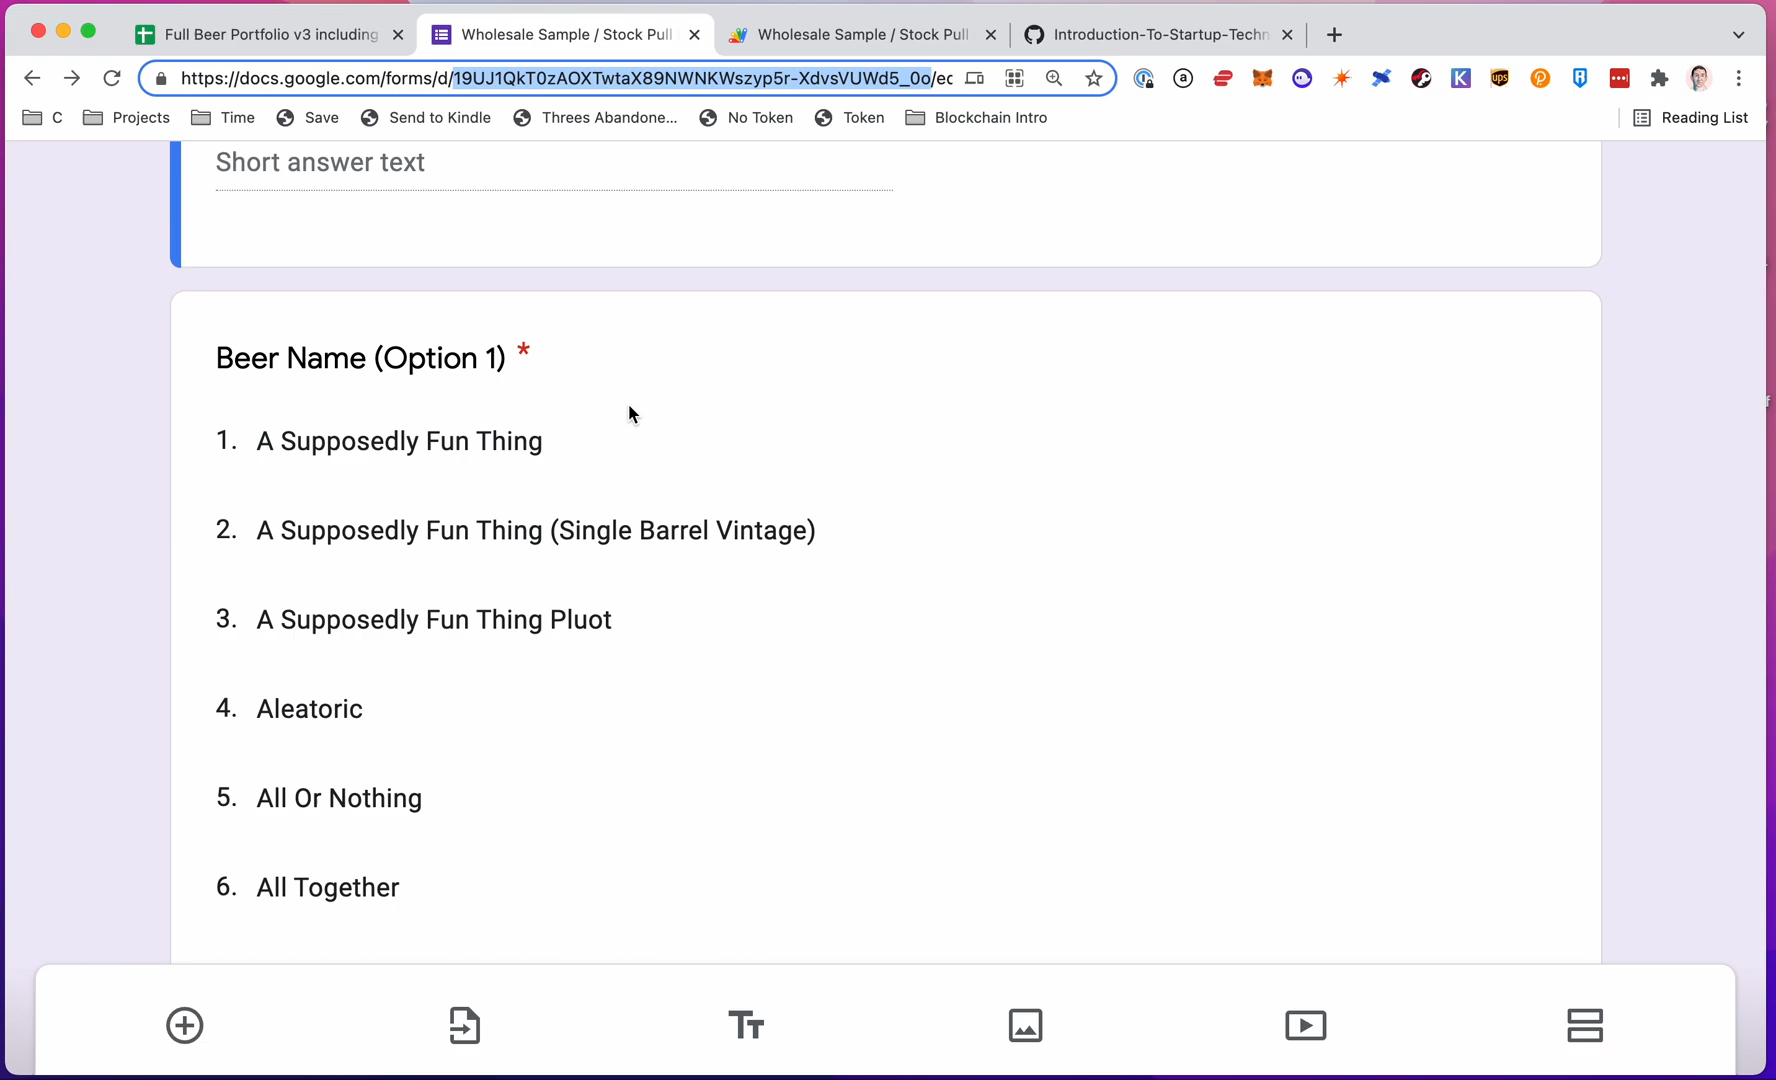 Full Beer Portfolio v3 including
Wholesale Sample / Stock Pull
Wholesale Sample / Stock Pull
Introduction-To-Startup-Techn
https://docs.google.com/forms/d/19UJ1QkT0zAOXTwtaX89NWNKWszyp5r-XdvsVUWd5_0o/ec
C
Projects
Time
Save
Send to Kindle
Threes Abandone...
No Token
Token
Blockchain Intro
Reading List
Short answer text
Beer Name (Option 1) *
1. A Supposedly Fun Thing
2. A Supposedly Fun Thing (Single Barrel Vintage)
3. A Supposedly Fun Thing Pluot
4. Aleatoric
5. All Or Nothing
6. All Together